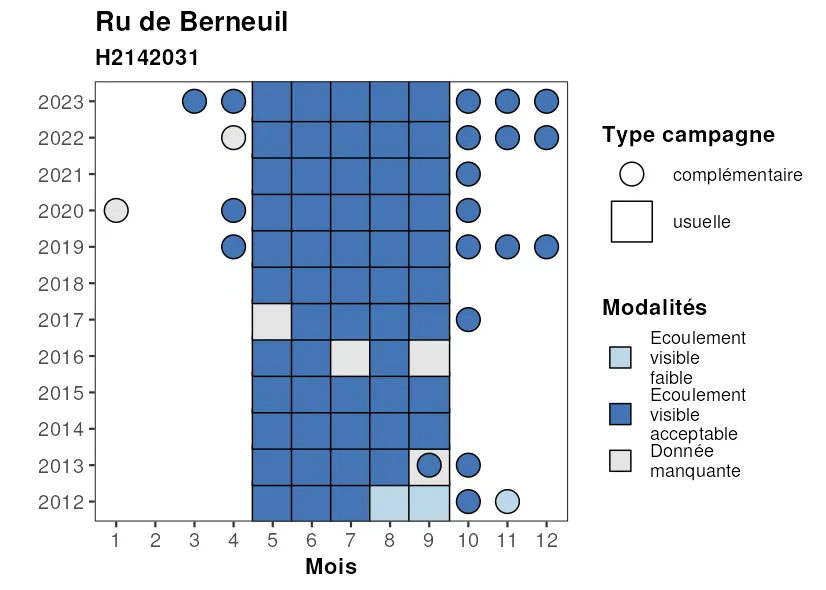 Ru de Berneuil
H2142031
2023
2022
2021
2020
2019
2018
2017
2016
2015
2014
2013
2012
1 2 3 4 5 6 7 8 9 10 11 12
Mois
Type campagne
complémentaire
usuelle
Modalités
Ecoulement
visible
faible
Ecoulement
visible
acceptable
Donnée
manquante